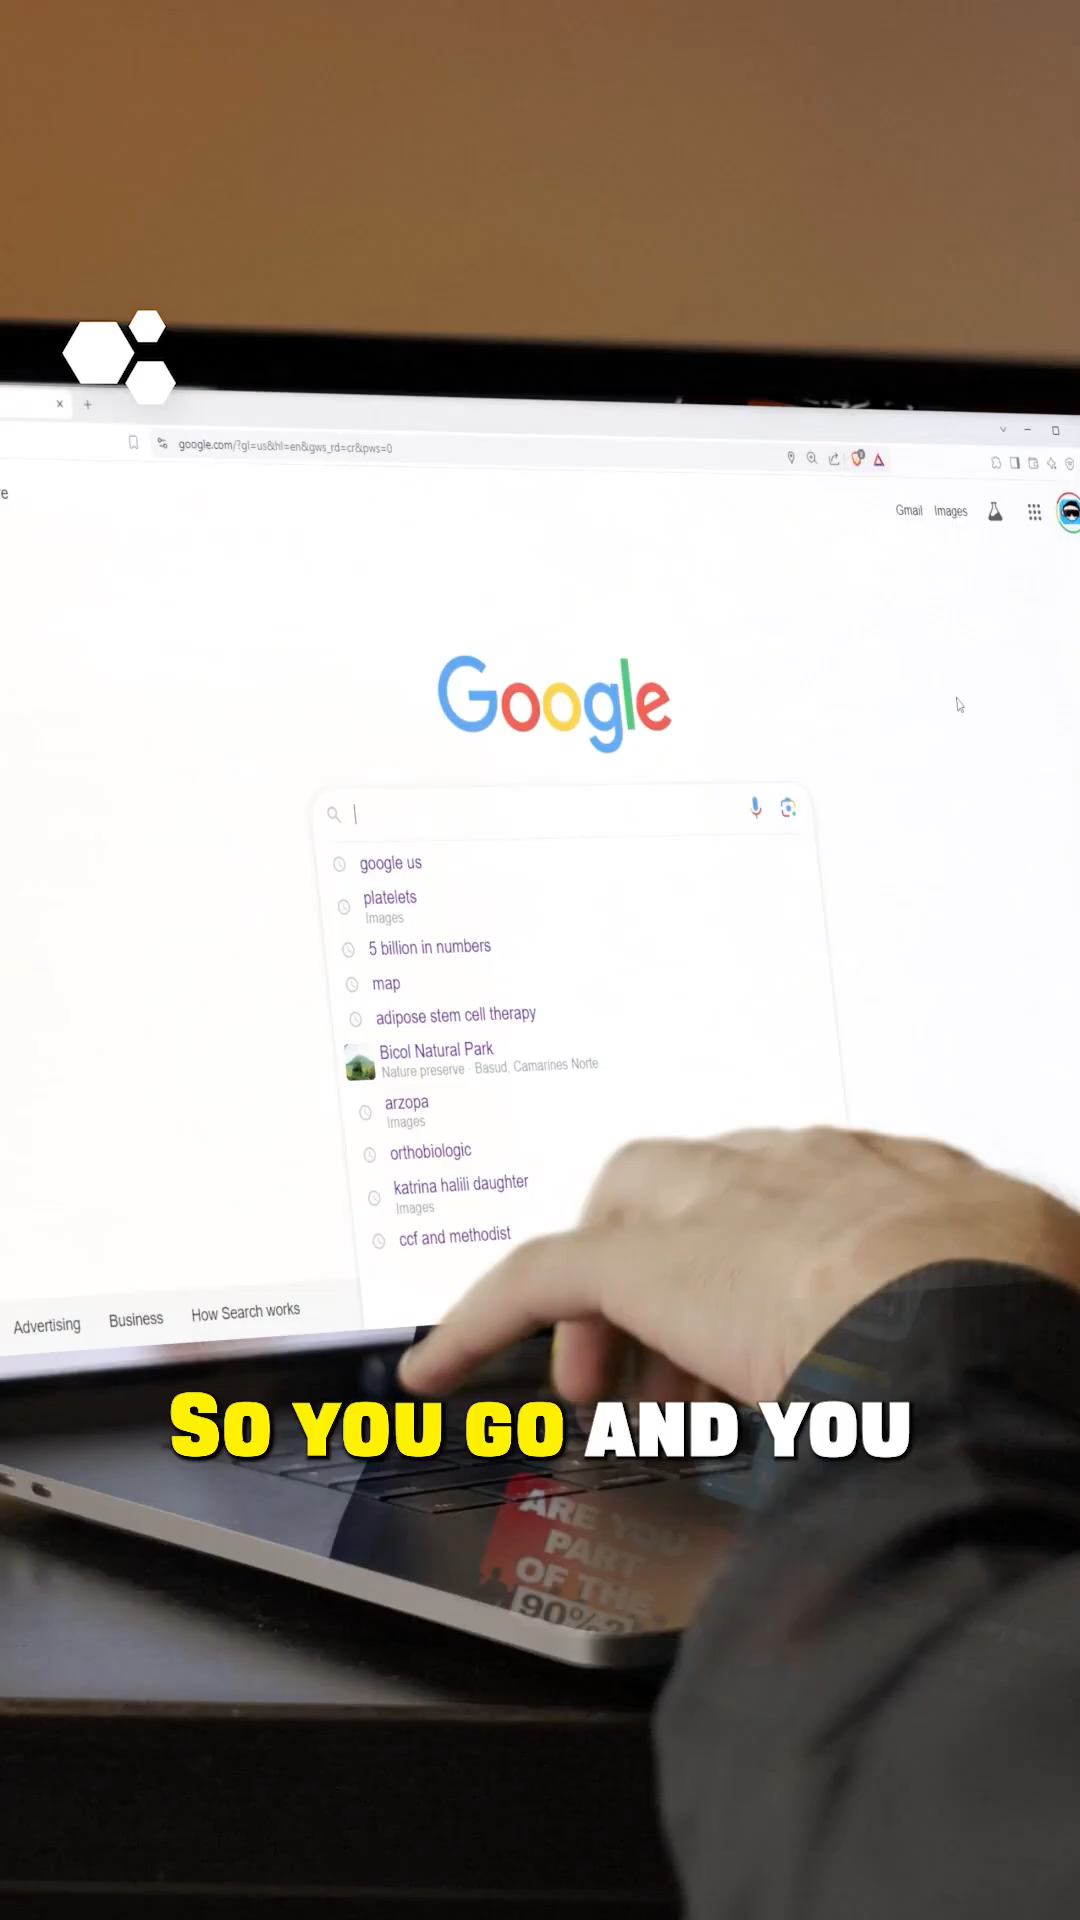 google.com/?gl=us&hl=en&gws_rd=cr&pws=0
re
Gmail Images
Google
google us
platelets
Images
5 billion in numbers
map
adipose stem cell therapy
Bicol Natural Park
Nature preserve · Basud, Camarines Norte
arzopa
Images
orthobiologic
katrina halili daughter
Images
ccf and methodist
Advertising Business How Search works
SO YOU GO AND YOU
ARE YOU
PART
OF THE
90%?